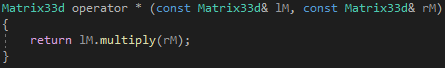 Matrix33d operator * (const Matrix33d& lM, const Matrix33d& rM)
{
return lM.multiply(rM);
}